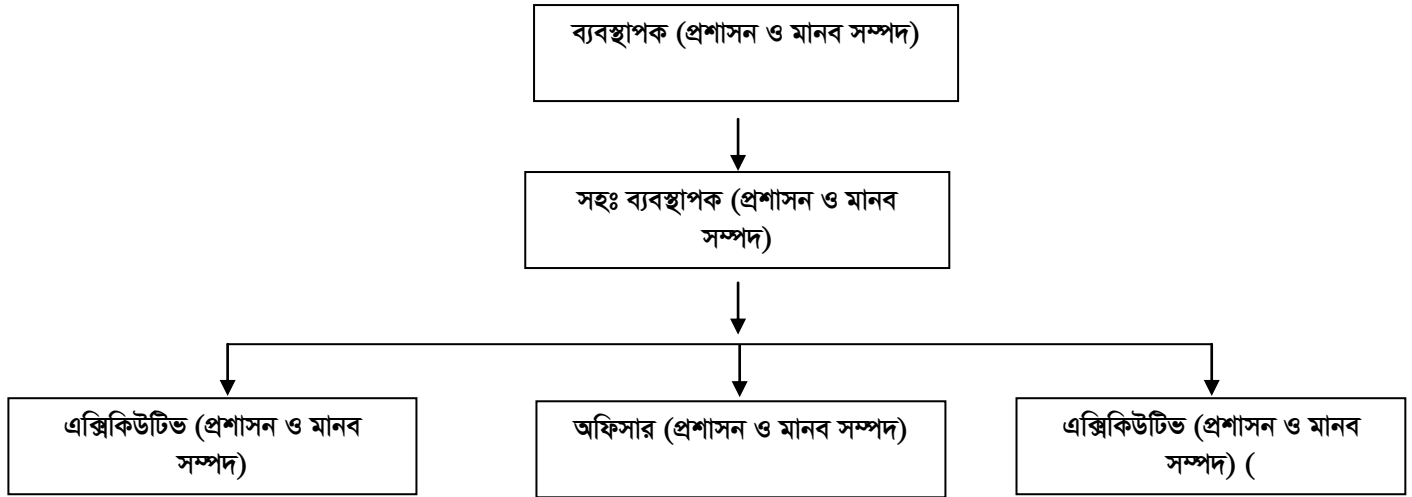 ব্যবস্থাপক (প্রশাসন ও মানব সম্পদ)
সহঃ ব্যবস্থাপক (প্রশাসন ও মানব
সম্পদ)
এক্সিকিউটিভ (প্রশাসন ও মানব
সম্পদ)
অফিসার (প্রশাসন ও মানব সম্পদ)
এক্সিকিউটিভ (প্রশাসন ও মানব
সম্পদ) (